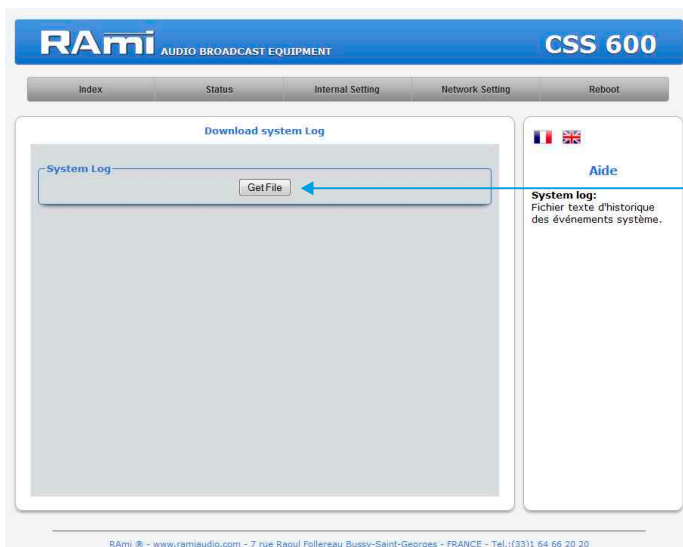 RAmi AUDIO BROADCAST EQUIPMENT CSS 600
Index Status Internal Setting Network Setting Reboot
Download system Log
System Log
Get File
Aide
System log:
Fichier texte d'historique
des événements système.
RAmi ® - www.ramiaudio.com - 7 rue Raoul Follereau Bussy-Saint-Georges - FRANCE - Tel.:(33)1 64 66 20 20